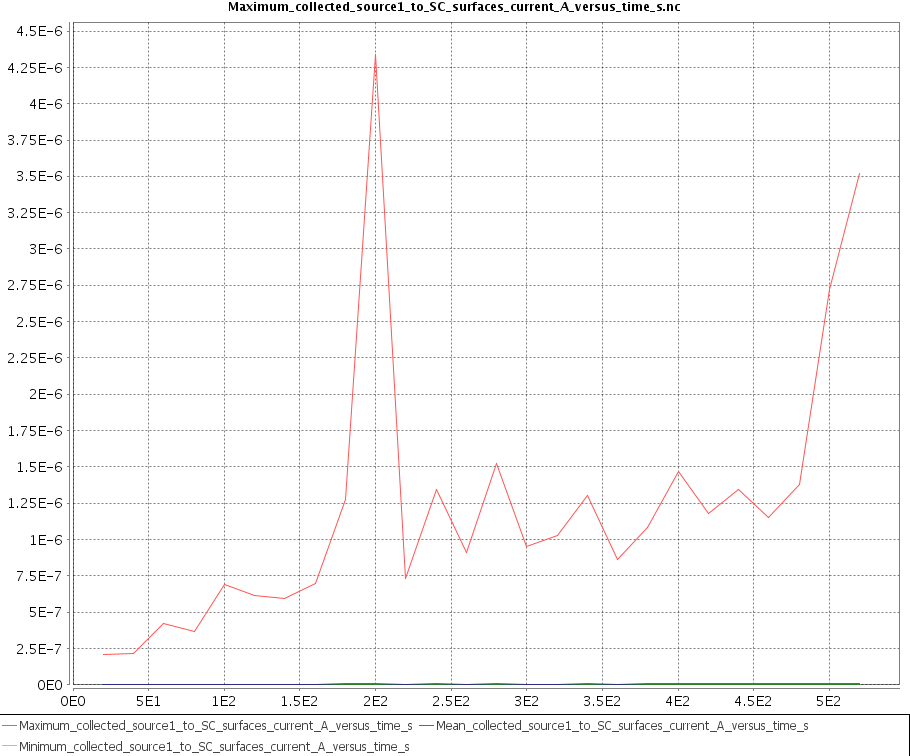 Maximum_collected_source1_to_SC_surfaces_current_A_versus_time_s.nc
4.5E-6
4.25E-6
4E-6
3.75E-6
3.5E-6
3.25E-6
3E-6
2.75E-6
2.5E-6
2.25E-6
2E-6
1.75E-6
1.5E-6
1.25E-6
1E-6
7.5E-7
5E-7
2.5E-7
0E0
0E0 5E1 1E2 1.5E2 2E2 2.5E2 3E2 3.5E2 4E2 4.5E2 5E2
Maximum_collected_source1_to_SC_surfaces_current_A_versus_time_s Mean_collected_source1_to_SC_surfaces_current_A_versus_time_s
Minimum_collected_source1_to_SC_surfaces_current_A_versus_time_s